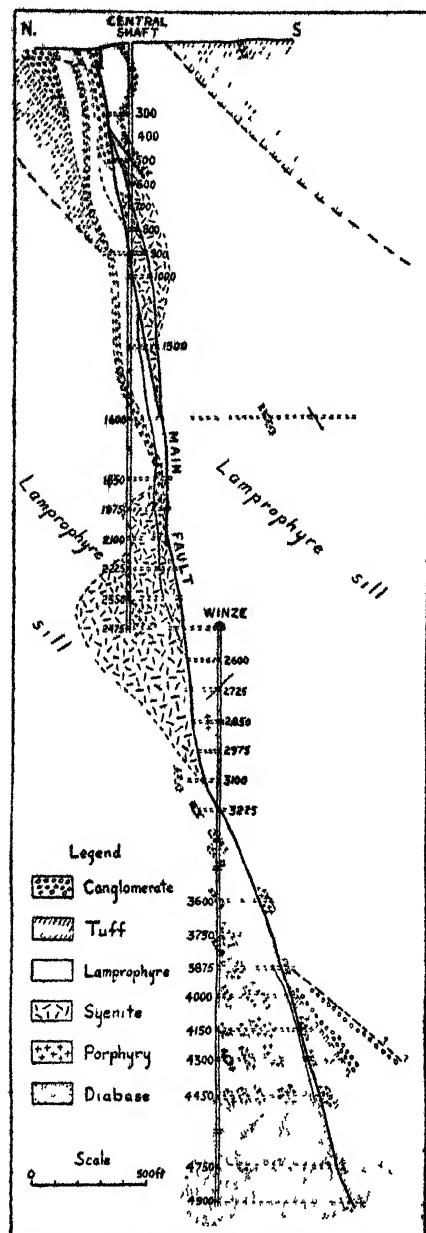 N.
CENTRAL
SHAFT
S
300
400
500
600
700
800
900
1000
1500
1600
MAIN
FAULT
Lamprophyre
sill
Lamprophyre
sill
1850
1975
2100
2225
2350
2475
WINZE
2600
2725
2850
2975
3100
3225
3600
3750
3875
4000
4150
4300
4450
4750
4900
?
?
Legend
Conglomerate
Tuff
Lamprophyre
Syenite
Porphyry
Diabase
Scale
0 500ft